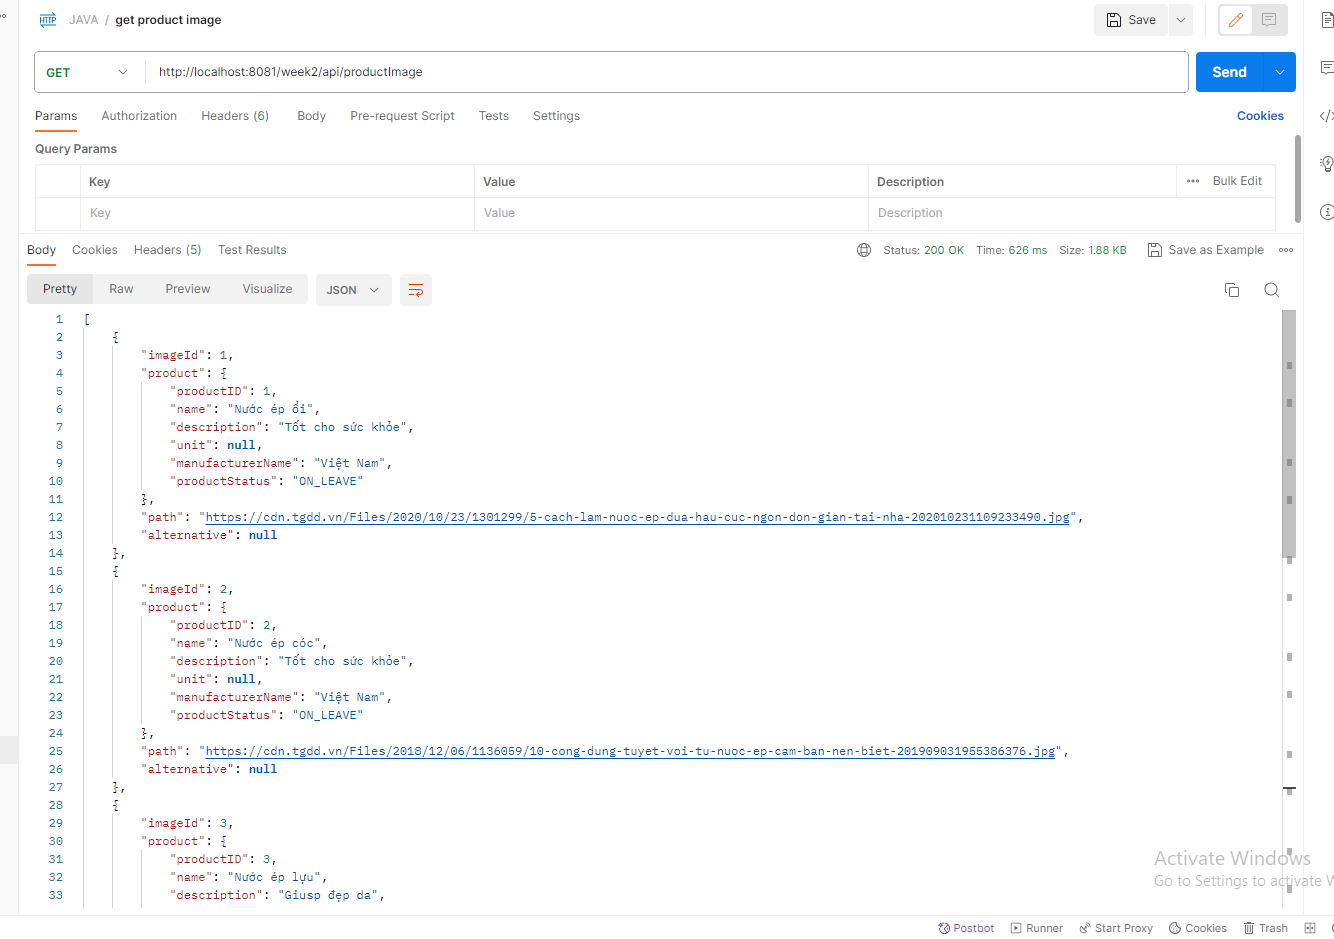 HTTP JAVA / get product image Save
GET http://localhost:8081/week2/api/productImage Send
Params Authorization Headers (6) Body Pre-request Script Tests Settings Cookies
Query Params
Key Value Description ••• Bulk Edit
Key Value Description
Body Cookies Headers (5) Test Results Status: 200 OK Time: 626 ms Size: 1.88 KB Save as Example
Pretty Raw Preview Visualize JSON
1 [
2 {
3 "imageId": 1,
4 "product": {
5 "productID": 1,
6 "name": "Nước ép ổi",
7 "description": "Tốt cho sức khỏe",
8 "unit": null,
9 "manufacturerName": "Việt Nam",
10 "productStatus": "ON_LEAVE"
11 },
12 "path": "https://cdn.tgdd.vn/Files/2020/10/23/1301299/5-cach-lam-nuoc-ep-dua-hau-cuc-ngon-don-gian-tai-nha-202010231109233490.jpg",
13 "alternative": null
14 },
15 {
16 "imageId": 2,
17 "product": {
18 "productID": 2,
19 "name": "Nước ép cóc",
20 "description": "Tốt cho sức khỏe",
21 "unit": null,
22 "manufacturerName": "Việt Nam",
23 "productStatus": "ON_LEAVE"
24 },
25 "path": "https://cdn.tgdd.vn/Files/2018/12/06/1136059/10-cong-dung-tuyet-voi-tu-nuoc-ep-cam-ban-nen-biet-201909031955386376.jpg",
26 "alternative": null
27 },
28 {
29 "imageId": 3,
30 "product": {
31 "productID": 3,
32 "name": "Nước ép lựu",
33 "description": "Giusp đẹp da",
Activate Windows
Go to Settings to activate W
Postbot Runner Start Proxy Cookies Trash